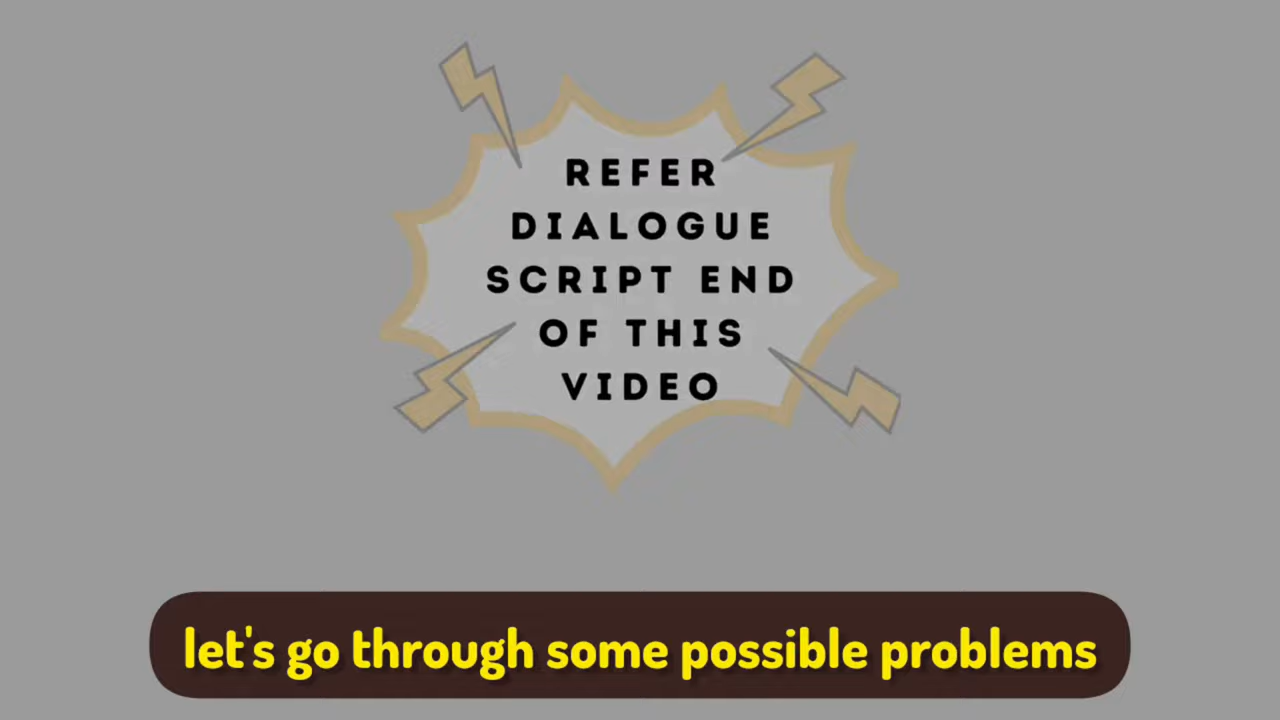 REFER
DIALOGUE
SCRIPT END
OF THIS
VIDEO
let's go through some possible problems